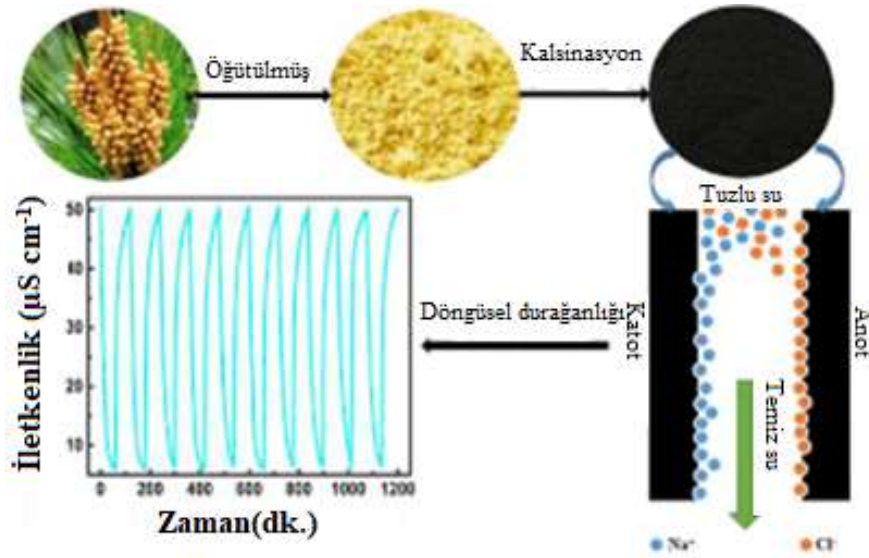 Öğütülmüş
Kalsinasyon
Tuzlu su
Katot
Anot
Temiz su
Na⁺
Cl⁻
Döngüsel durağanlığı
İletkenlik (µS cm⁻¹)
50
60
30
20
10
0
200
400
600
800
1000
1200
Zaman(dk.)